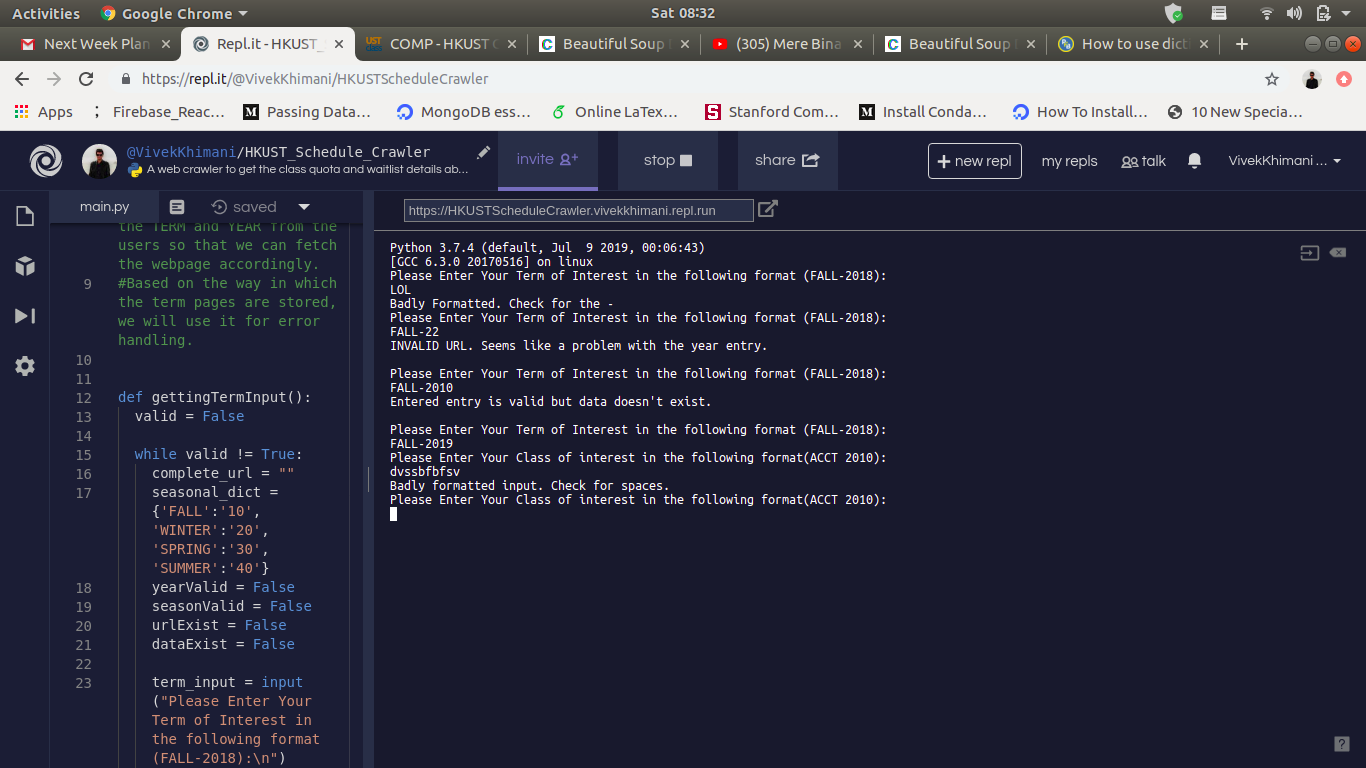 Activities Google Chrome Sat 08:32
Next Week Plan Repl.it - HKUST_ COMP - HKUST C Beautiful Soup (305) Mere Bina Beautiful Soup How to use dict
https://repl.it/@VivekKhimani/HKUSTScheduleCrawler
Apps Firebase_Reac... Passing Data... MongoDB ess... Online LaTex... Stanford Com... Install Conda... How To Install... 10 New Specia...
@VivekKhimani/HKUST_Schedule_Crawler
A web crawler to get the class quota and waitlist details ab...
invite stop share + new repl my repls talk VivekKhimani ...
main.py saved
https://HKUSTScheduleCrawler.vivekkhimani.repl.run
the TERM and YEAR from the
users so that we can fetch
the webpage accordingly.
9 #Based on the way in which
the term pages are stored,
we will use it for error
handling.
10
11
12 def gettingTermInput():
13 valid = False
14
15 while valid != True:
16 complete_url = ""
17 seasonal_dict =
{'FALL':'10',
'WINTER':'20',
'SPRING':'30',
'SUMMER':'40'}
18 yearValid = False
19 seasonValid = False
20 urlExist = False
21 dataExist = False
22
23 term_input = input
("Please Enter Your
Term of Interest in
the following format
(FALL-2018):\n")
Python 3.7.4 (default, Jul  9 2019, 00:06:43)
[GCC 6.3.0 20170516] on linux
Please Enter Your Term of Interest in the following format (FALL-2018):
LOL
Badly Formatted. Check for the -
Please Enter Your Term of Interest in the following format (FALL-2018):
FALL-22
INVALID URL. Seems like a problem with the year entry.
Please Enter Your Term of Interest in the following format (FALL-2018):
FALL-2010
Entered entry is valid but data doesn't exist.
Please Enter Your Term of Interest in the following format (FALL-2018):
FALL-2019
Please Enter Your Class of interest in the following format(ACCT 2010):
dvssbfbfsv
Badly formatted input. Check for spaces.
Please Enter Your Class of interest in the following format(ACCT 2010):
?